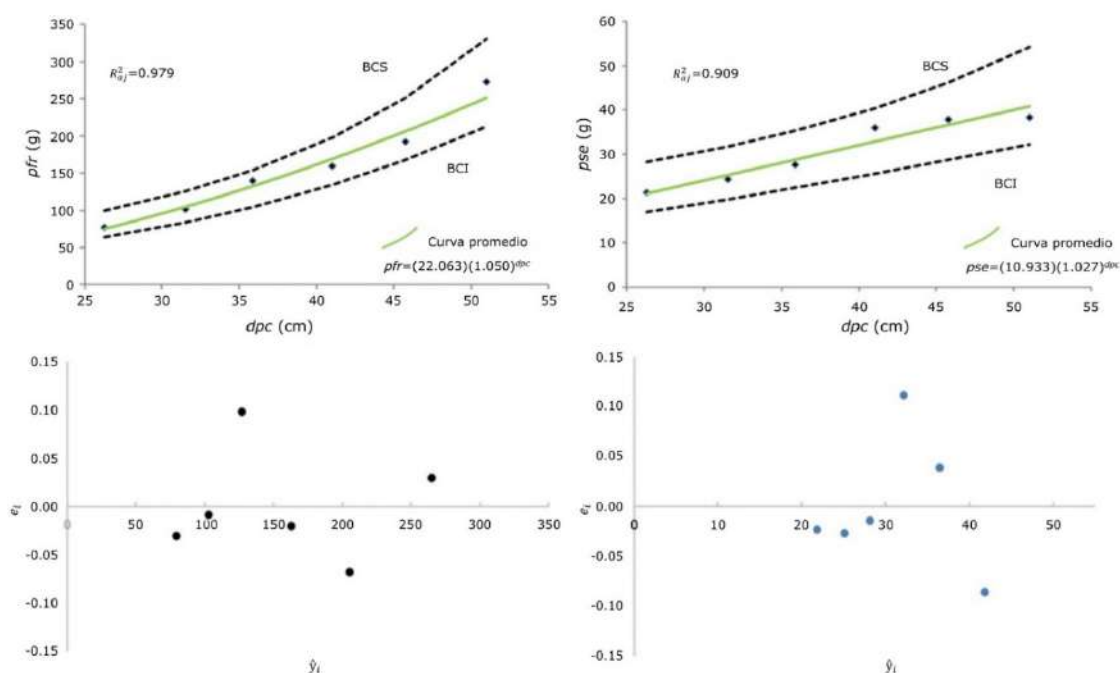 350
300
250
200
150
100
50
0
pfr (g)
R²aj=0.979
BCS
BCI
Curva promedio
pfr=(22.063)(1.050)^dpc
25 30 35 40 45 50 55
dpc (cm)
60
50
40
30
20
10
0
pse (g)
R²aj=0.909
BCS
BCI
Curva promedio
pse=(10.933)(1.027)^dpc
25 30 35 40 45 50 55
dpc (cm)
0.15
0.10
0.05
0.00
-0.05
-0.10
-0.15
e_i
0 50 100 150 200 250 300 350
ŷ_i
0.15
0.10
0.05
0.00
-0.05
-0.10
-0.15
e_i
0 10 20 30 40 50
ŷ_i